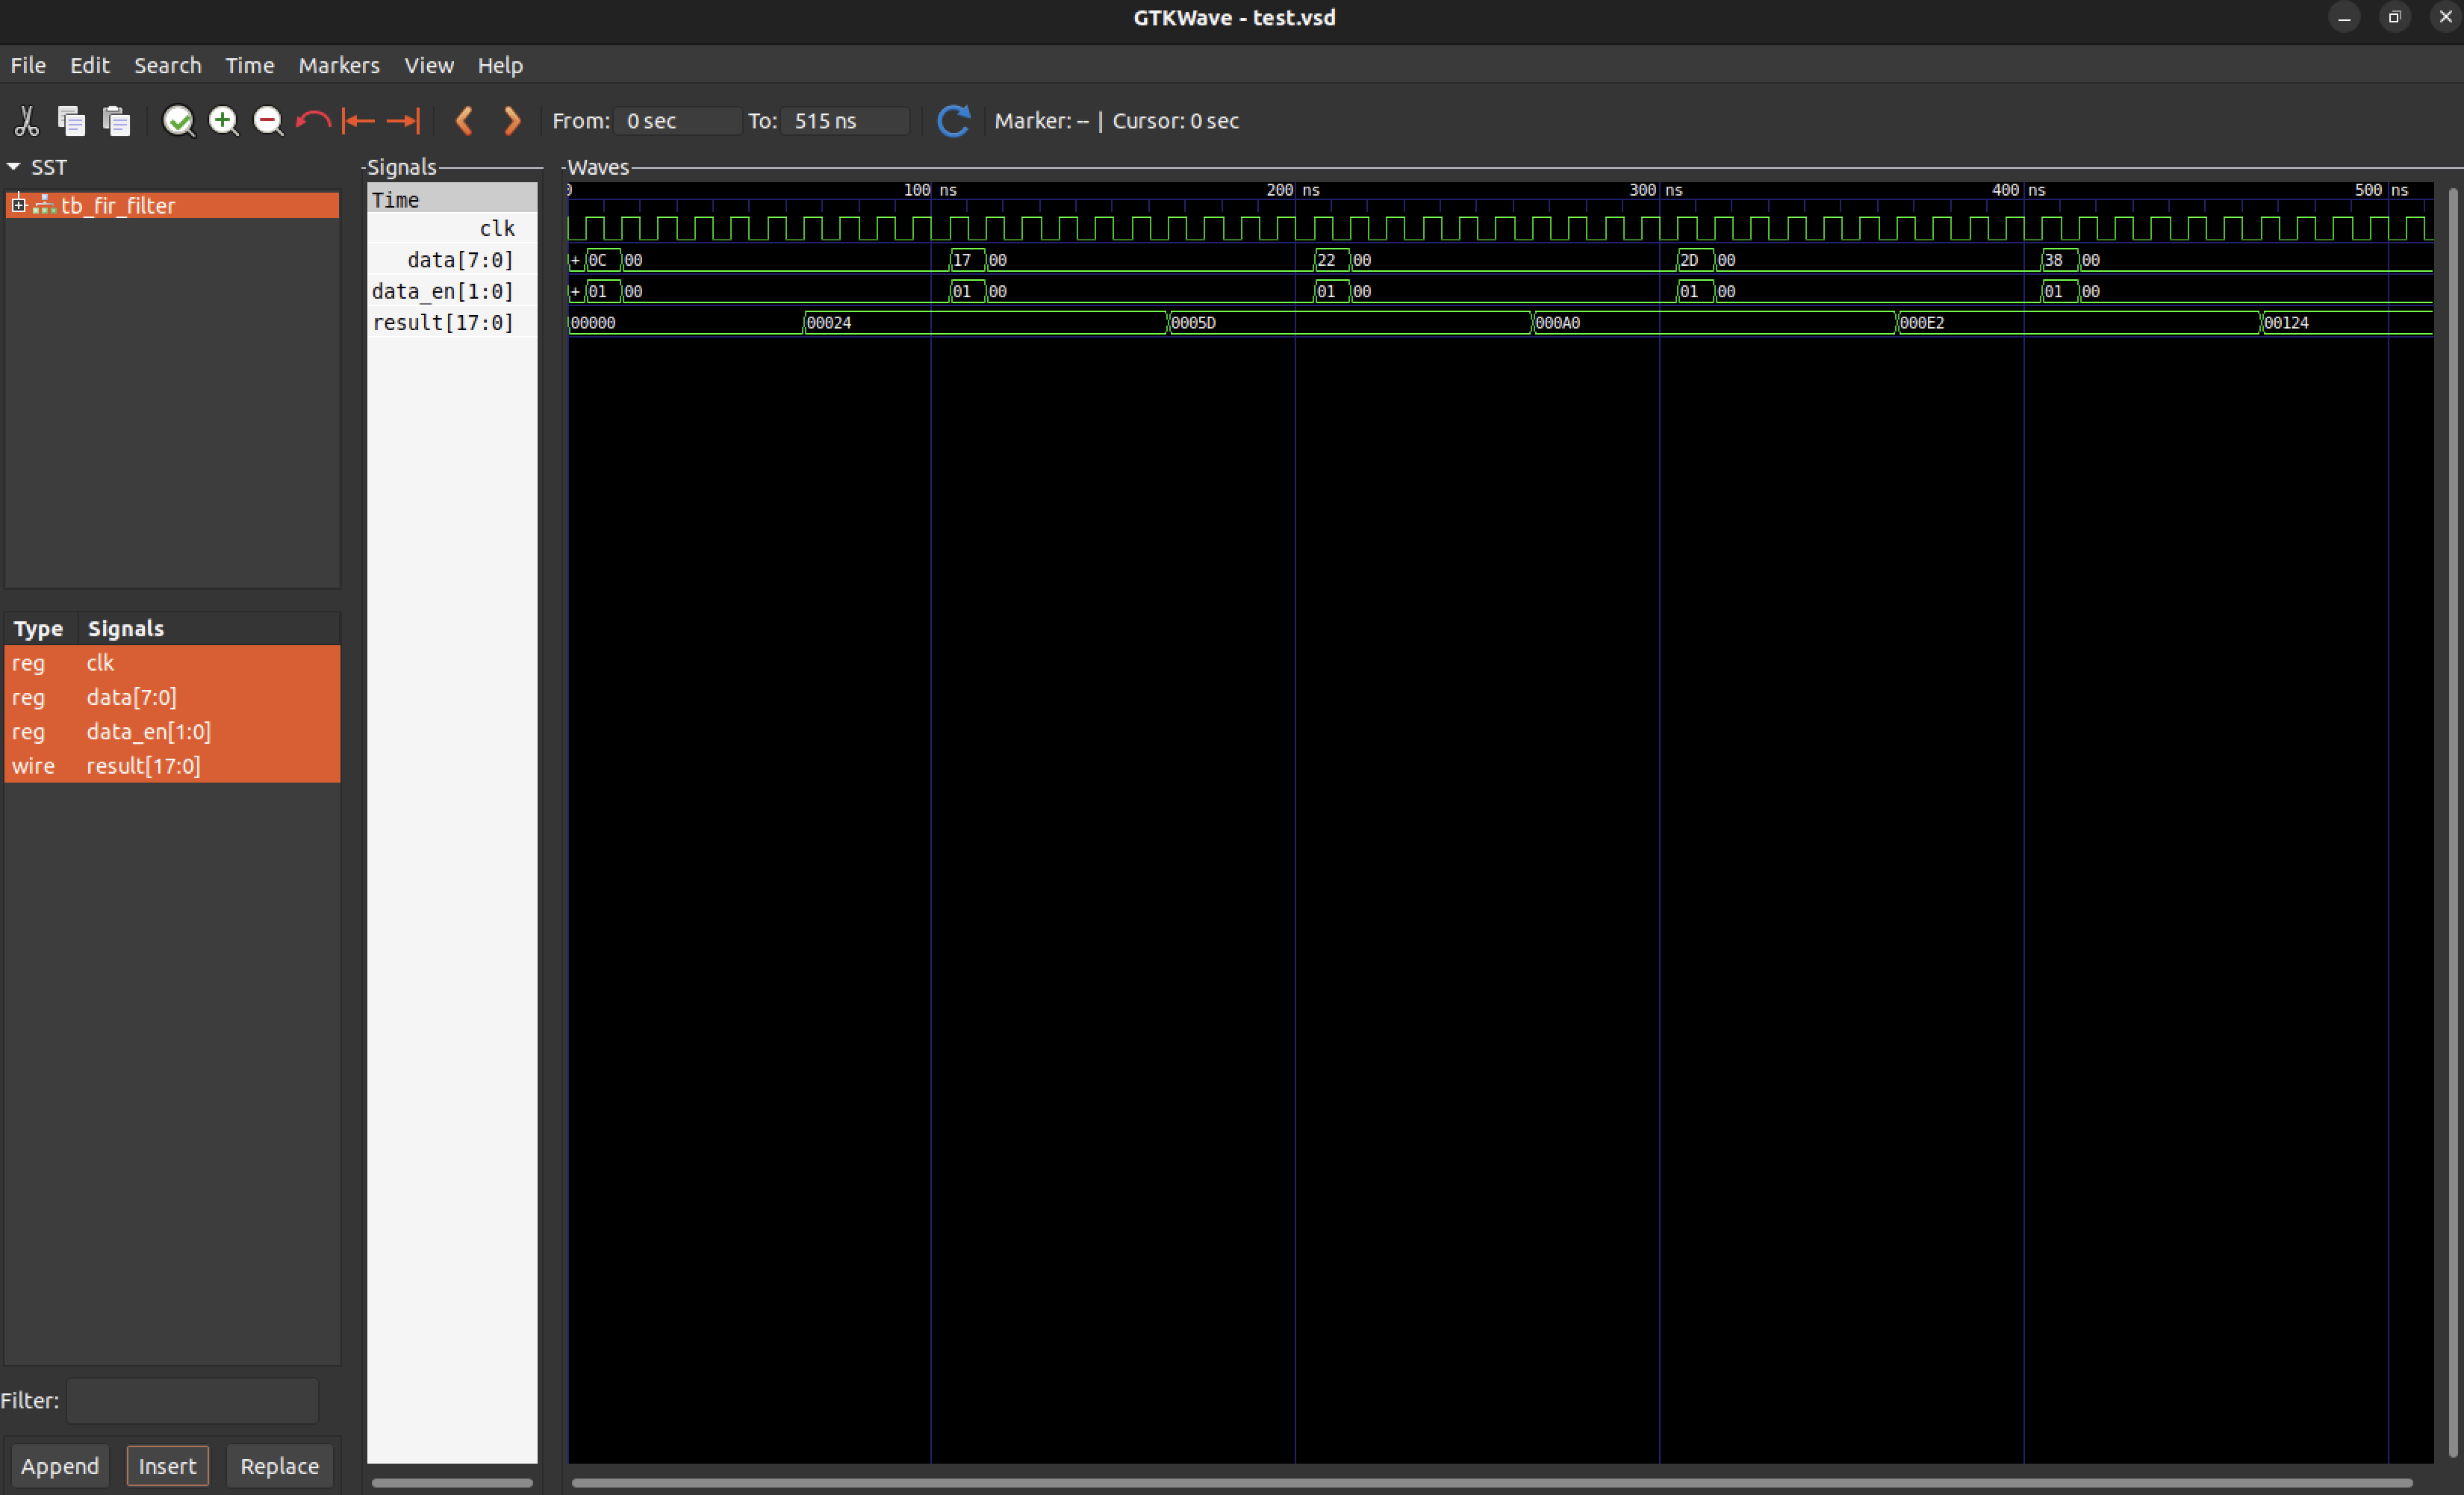 GTKWave - test.vsd
File Edit Search Time Markers View Help
From: 0 sec To: 515 ns Marker: -- | Cursor: 0 sec
SST
tb_fir_filter
Type Signals
reg clk
reg data[7:0]
reg data_en[1:0]
wire result[17:0]
Filter:
Append Insert Replace
Signals
Time
clk
data[7:0]
data_en[1:0]
result[17:0]
Waves
0 100 ns 200 ns 300 ns 400 ns 500 ns
+ 0C 00 17 00 22 00 2D 00 38 00
+ 01 00 01 00 01 00 01 00 01 00
00000 00024 0005D 000A0 000E2 00124